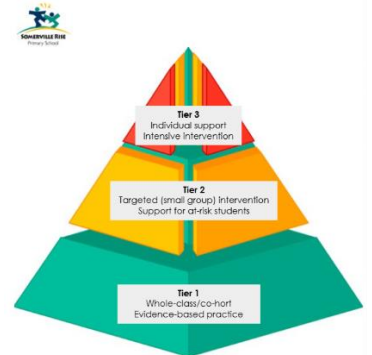 SOMERVILLE RISE
Primary School
Tier 3
Individual support
Intensive intervention
Tier 2
Targeted (small group) Intervention
Support for at-risk students
Tier 1
Whole-class/co-hort
Evidence-based practice